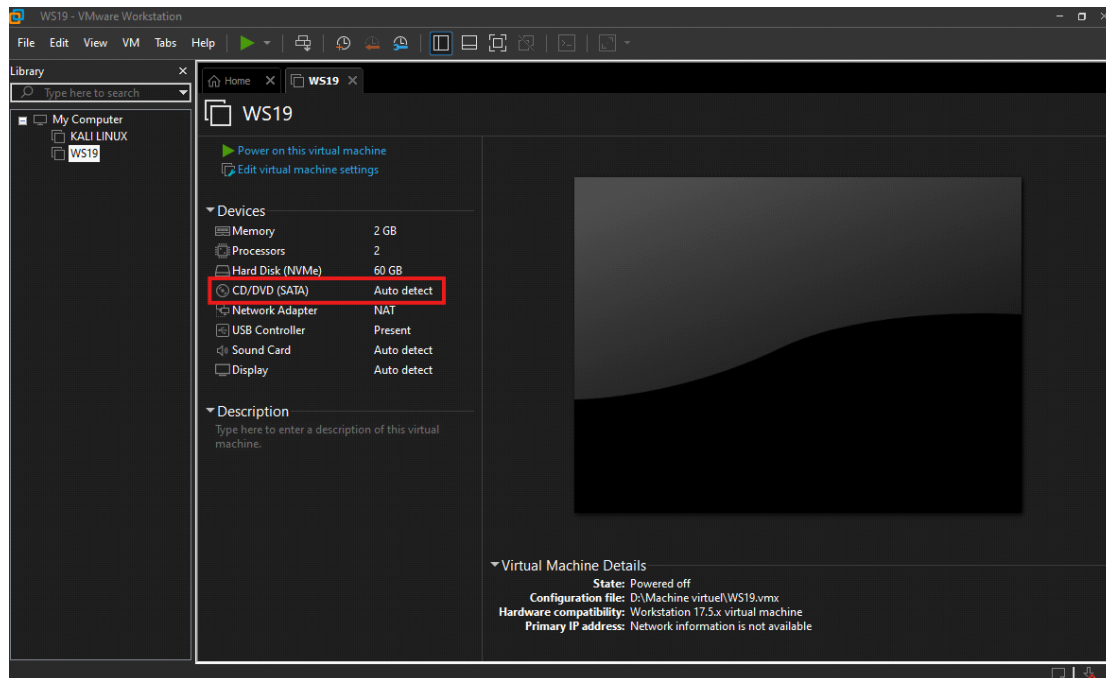 WS19 - VMware Workstation
File Edit View VM Tabs Help
Library
Type here to search
My Computer
KALI LINUX
WS19
Home WS19
WS19
Power on this virtual machine
Edit virtual machine settings
Devices
Memory 2 GB
Processors 2
Hard Disk (NVMe) 60 GB
CD/DVD (SATA) Auto detect
Network Adapter NAT
USB Controller Present
Sound Card Auto detect
Display Auto detect
Description
Type here to enter a description of this virtual
machine.
Virtual Machine Details
State: Powered off
Configuration file: D:\Machine virtuel\WS19.vmx
Hardware compatibility: Workstation 17.5.x virtual machine
Primary IP address: Network information is not available